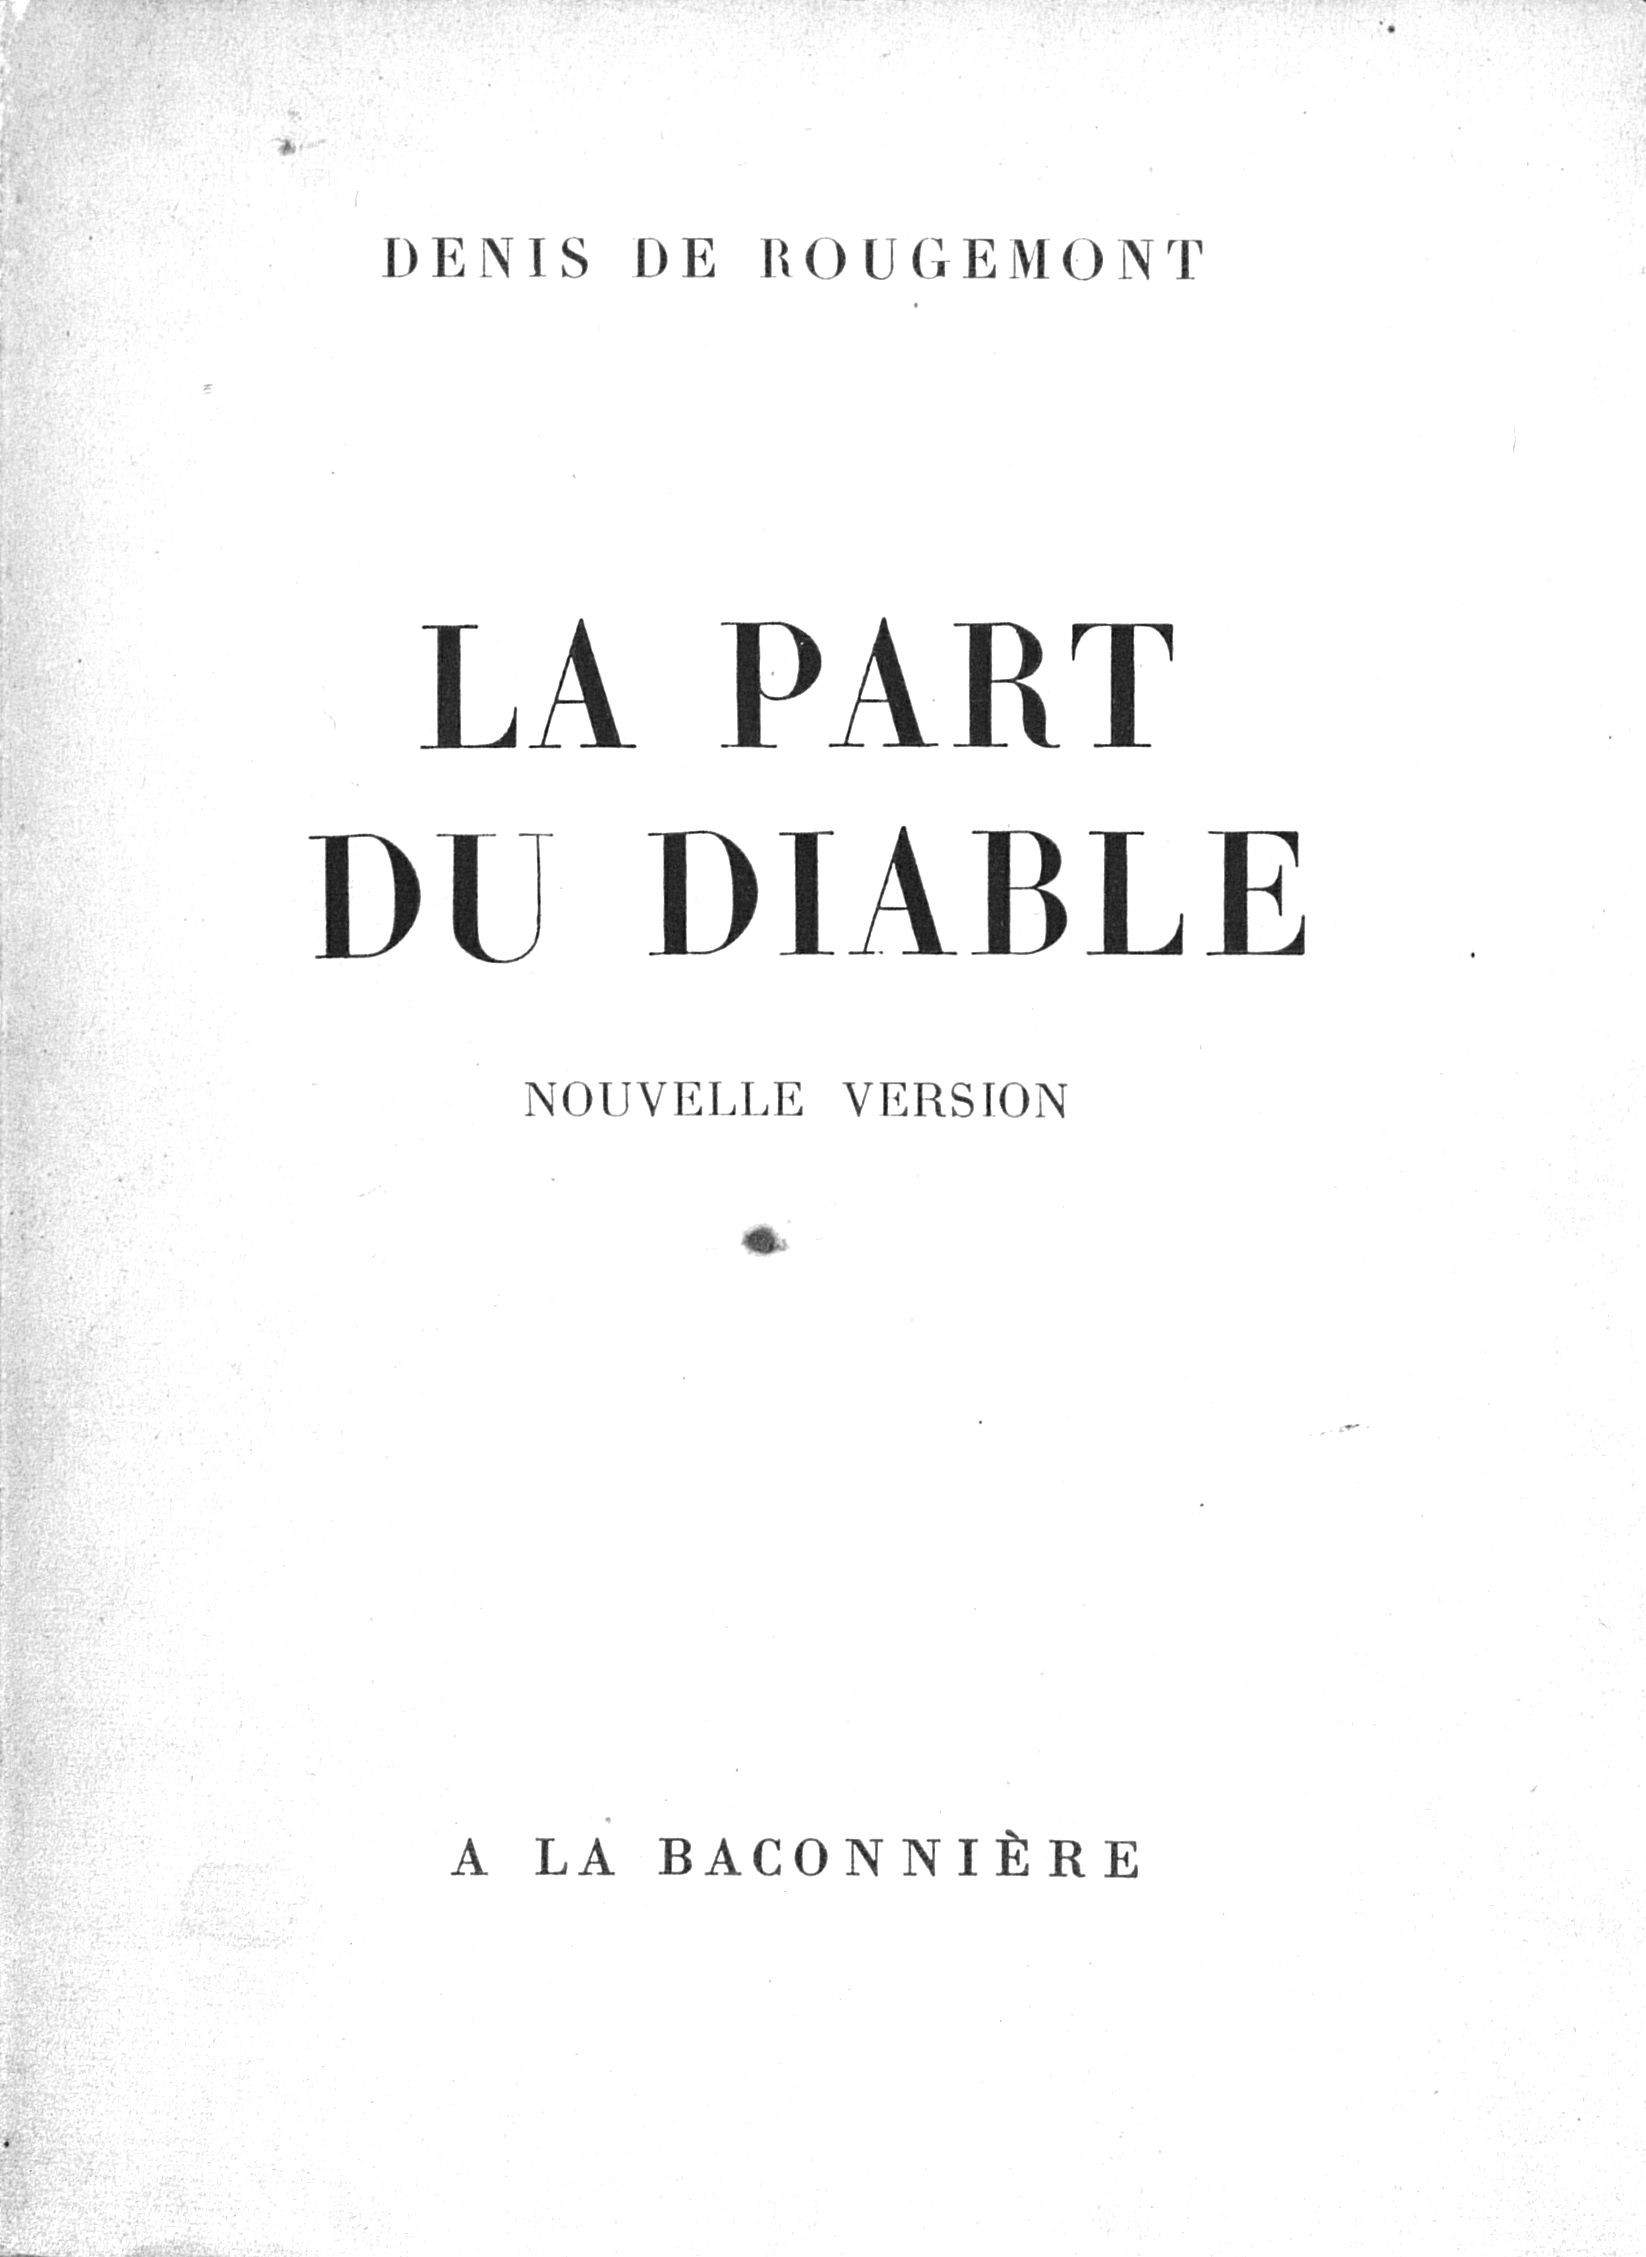 DENIS DE ROUGEMONT
LA PART
DU DIABLE
NOUVELLE VERSION
A LA BACONNIÈRE